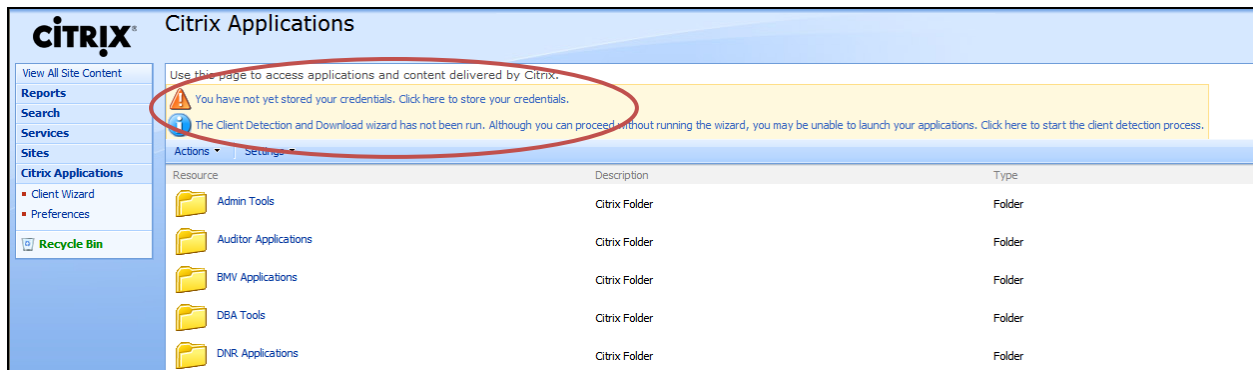 CİTRIX®
Citrix Applications
View All Site Content
Reports
Search
Services
Sites
Citrix Applications
Client Wizard
Preferences
Recycle Bin
Use this page to access applications and content delivered by Citrix.
You have not yet stored your credentials. Click here to store your credentials.
The Client Detection and Download wizard has not been run. Although you can proceed without running the wizard, you may be unable to launch your applications. Click here to start the client detection process.
Actions Settings
Resource Description Type
Admin Tools Citrix Folder Folder
Auditor Applications Citrix Folder Folder
BMV Applications Citrix Folder Folder
DBA Tools Citrix Folder Folder
DNR Applications Citrix Folder Folder